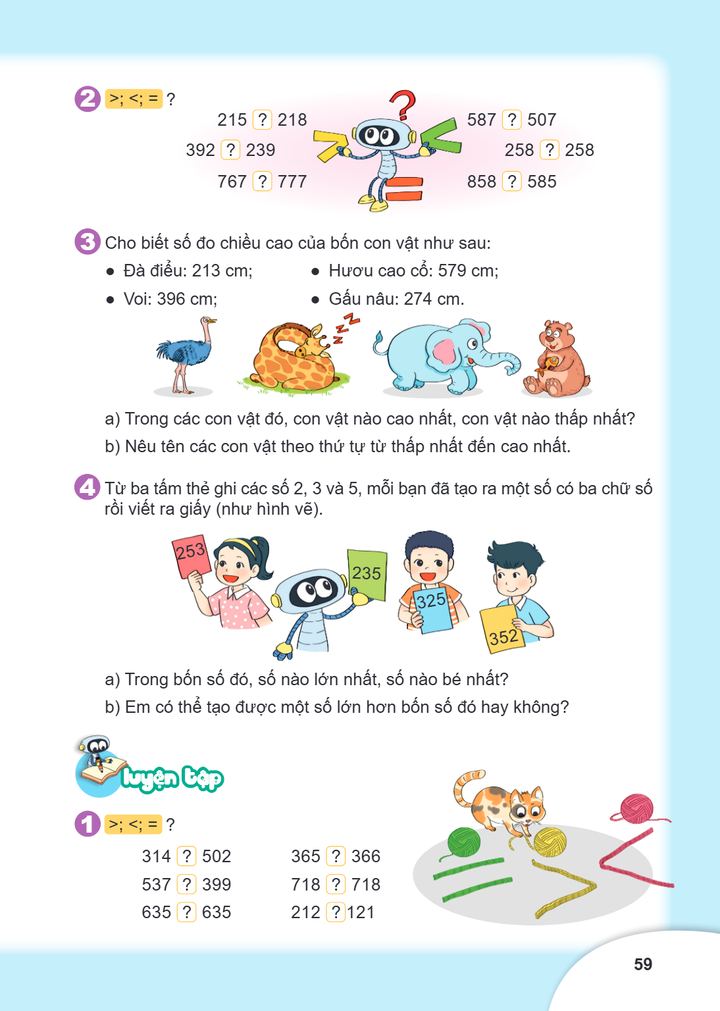 2 >; <; = ?
?
215 ? 218
587 ? 507
392 ? 239
258 ? 258
767 ? 777
858 ? 585
3 Cho biết số đo chiều cao của bốn con vật như sau:
● Đà điểu: 213 cm; ● Hươu cao cổ: 579 cm;
● Voi: 396 cm; ● Gấu nâu: 274 cm.
z z z
a) Trong các con vật đó, con vật nào cao nhất, con vật nào thấp nhất?
b) Nêu tên các con vật theo thứ tự từ thấp nhất đến cao nhất.
4 Từ ba tấm thẻ ghi các số 2, 3 và 5, mỗi bạn đã tạo ra một số có ba chữ số
rồi viết ra giấy (như hình vẽ).
253
235
325
352
a) Trong bốn số đó, số nào lớn nhất, số nào bé nhất?
b) Em có thể tạo được một số lớn hơn bốn số đó hay không?
luyện tập
1 >; <; = ?
314 ? 502 365 ? 366
537 ? 399 718 ? 718
635 ? 635 212 ? 121
59